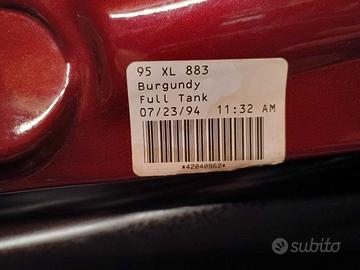 95 XL 883
Burgundy
Full Tank
07/23/94 11:32 AM
*42040962*
subito